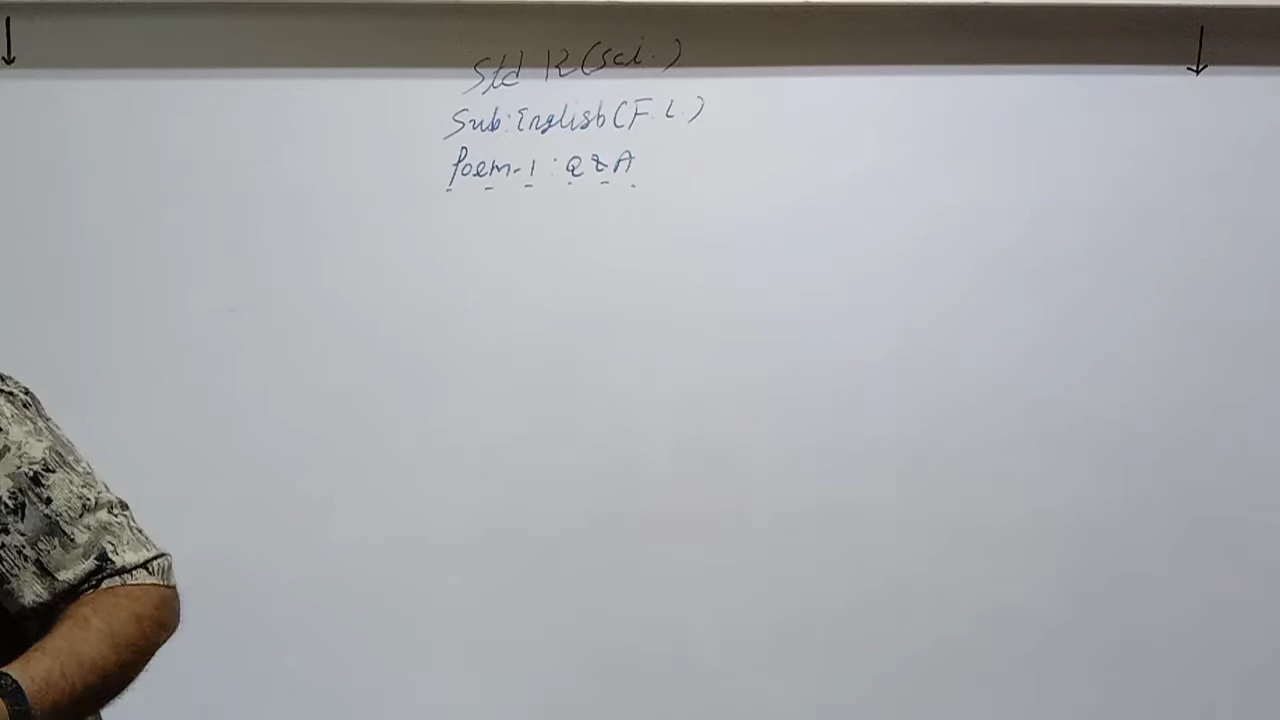 Std 12 (Sci.)
Sub: English (F.L.)
Poem-1 : Q & A